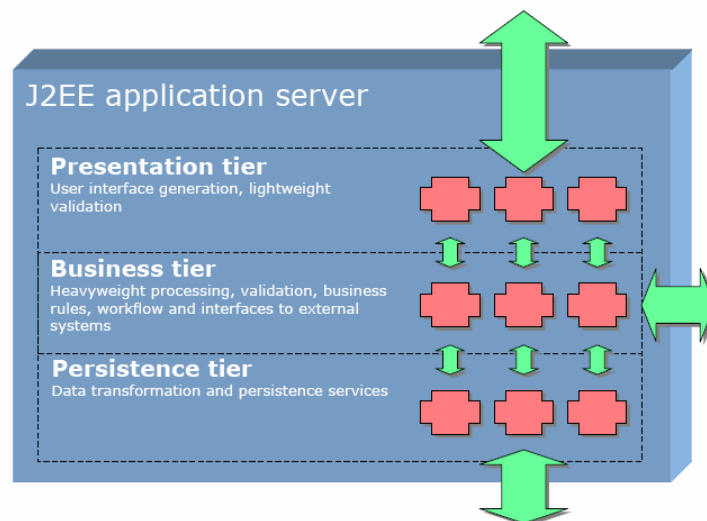 J2EE application server
Presentation tier
User interface generation, lightweight
validation
Business tier
Heavyweight processing, validation, business
rules, workflow and interfaces to external
systems
Persistence tier
Data transformation and persistence services